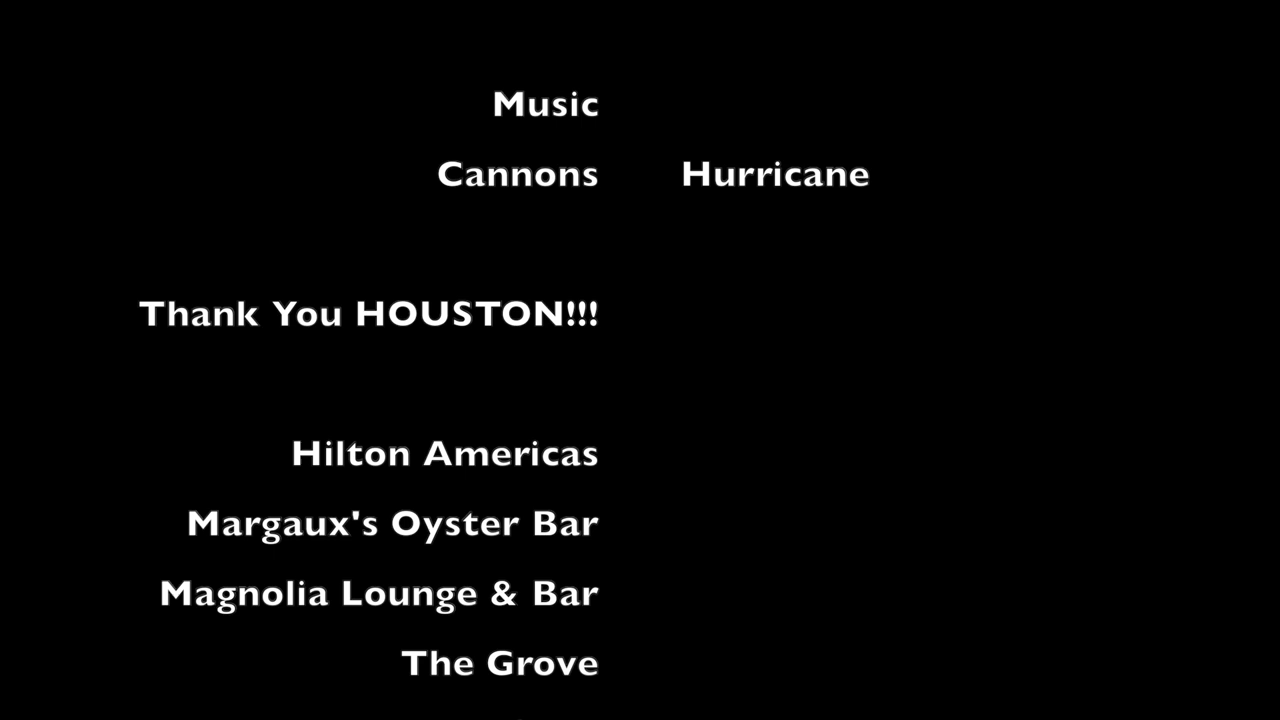 Music
Cannons Hurricane
Thank You HOUSTON!!!
Hilton Americas
Margaux's Oyster Bar
Magnolia Lounge & Bar
The Grove